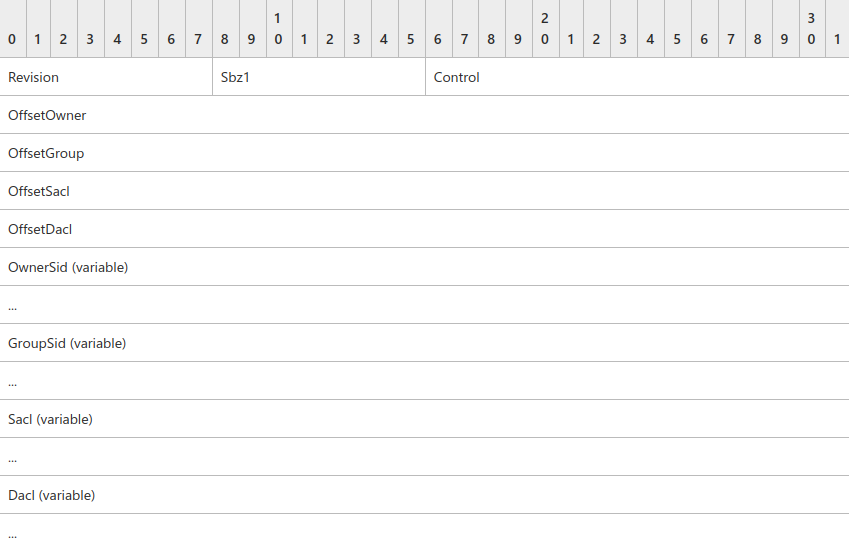 1 2 3
0 1 2 3 4 5 6 7 8 9 0 1 2 3 4 5 6 7 8 9 0 1 2 3 4 5 6 7 8 9 0 1
Revision Sbz1 Control
OffsetOwner
OffsetGroup
OffsetSacl
OffsetDacl
OwnerSid (variable)
...
GroupSid (variable)
...
Sacl (variable)
...
Dacl (variable)
...